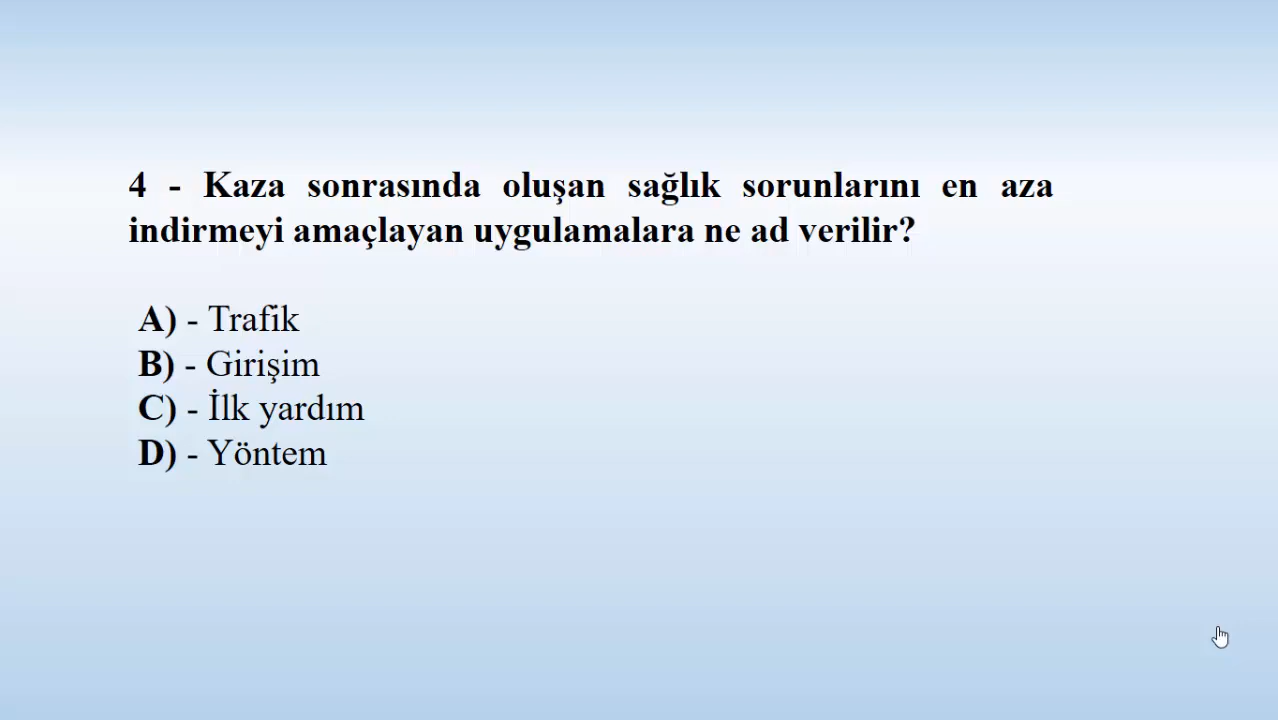 4 - Kaza sonrasında oluşan sağlık sorunlarını en aza
indirmeyi amaçlayan uygulamalara ne ad verilir?
A) - Trafik
B) - Girişim
C) - İlk yardım
D) - Yöntem